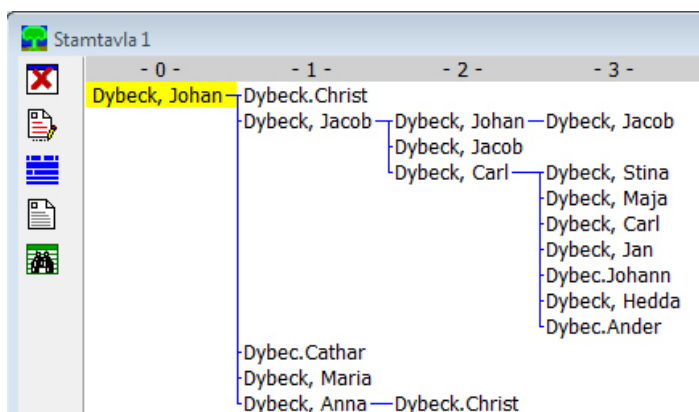 Stamtavla 1
- 0 - - 1 - - 2 - - 3 -
Dybeck, Johan Dybeck.Christ
Dybeck, Jacob Dybeck, Johan Dybeck, Jacob
Dybeck, Jacob
Dybeck, Carl Dybeck, Stina
Dybeck, Maja
Dybeck, Carl
Dybeck, Jan
Dybec.Johann
Dybeck, Hedda
Dybec.Ander
Dybec.Cathar
Dybeck, Maria
Dybeck, Anna Dybeck.Christ